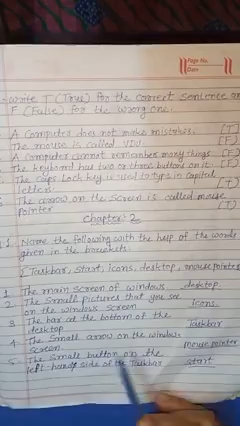 Page No.
Date
Write T (True) for the correct sentence an
F (False) for the wrong one.
A Computer does not make mistakes. [T]
The mouse is called VDU. [F]
A Computer cannot remember many things [F]
The keyboard has two or three buttons on it. [F]
The Caps Lock key is used to type in capital
letters [T]
The arrow on the screen is called mouse
pointer (T)
Chapter 2
Name the following with the help of the words
given in the brackets:
(Taskbar, start, icons, desktop, mouse pointer
1 The main screen of windows desktop
2 The Small pictures that you see
on the windows screen Icons
3 The bar at the bottom of the
desktop Taskbar
4 The Small arrow on the windows
Screen. mouse pointer
5 The small button on the
left-hand side of the Taskbar start